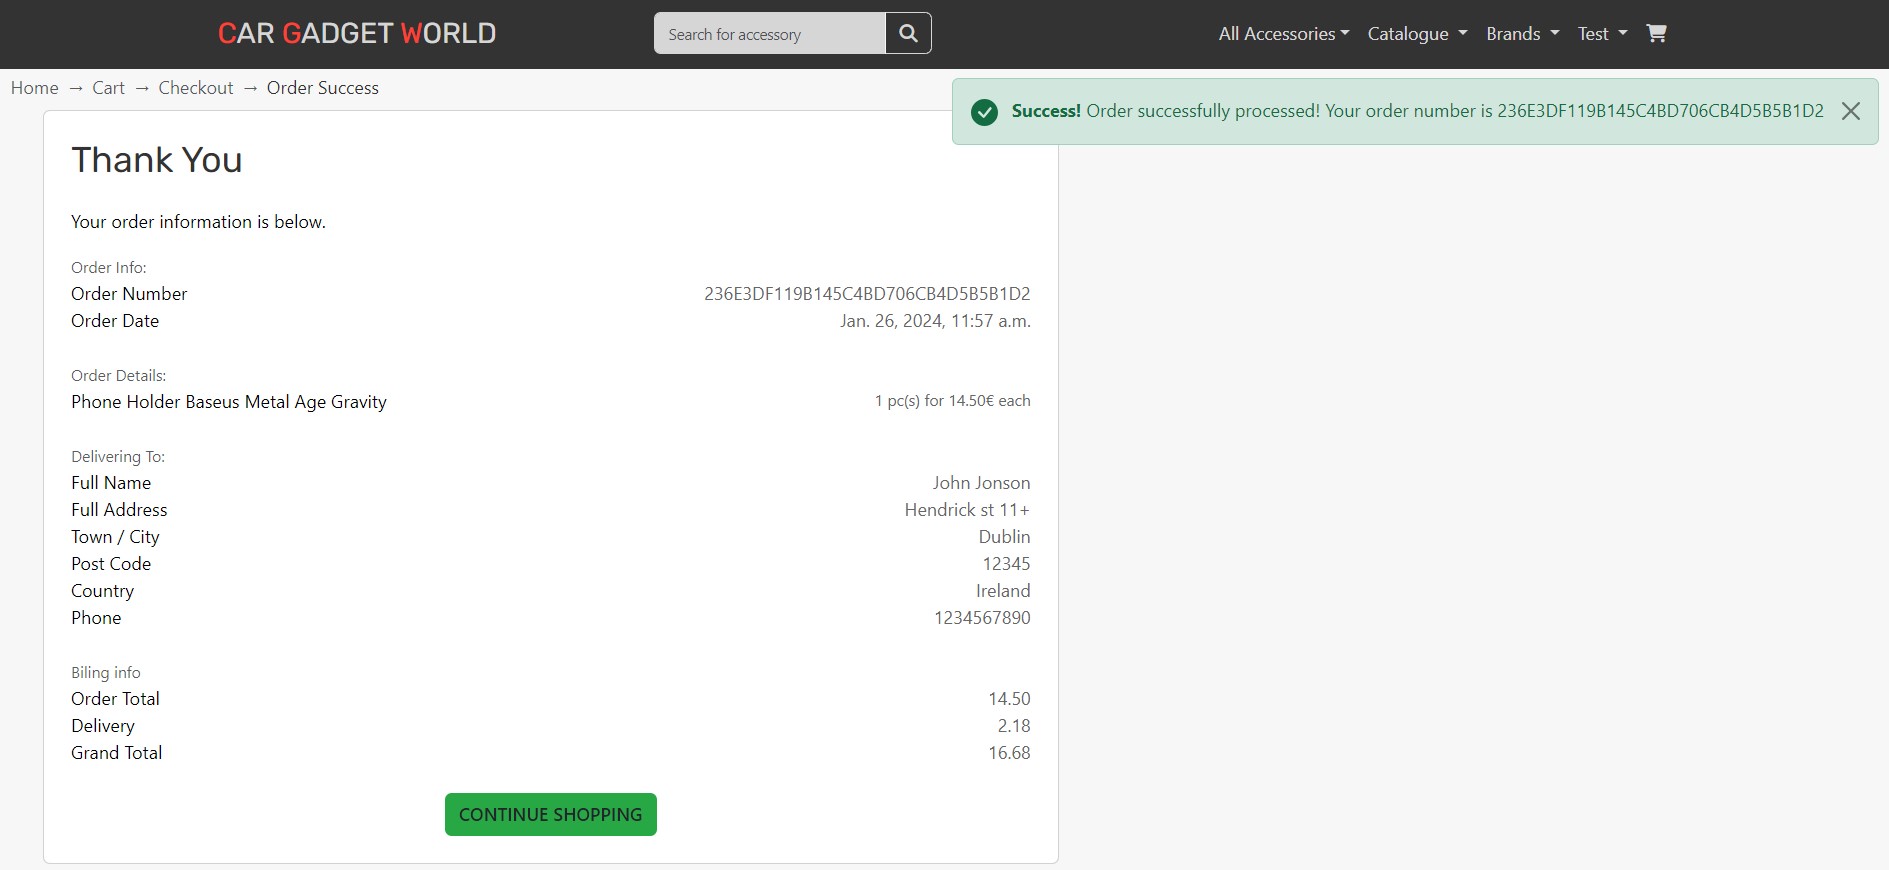 CAR GADGET WORLD
Search for accessory
All Accessories Catalogue Brands Test
Home → Cart → Checkout → Order Success
Success! Order successfully processed! Your order number is 236E3DF119B145C4BD706CB4D5B5B1D2
Thank You
Your order information is below.
Order Info:
Order Number 236E3DF119B145C4BD706CB4D5B5B1D2
Order Date Jan. 26, 2024, 11:57 a.m.
Order Details:
Phone Holder Baseus Metal Age Gravity 1 pc(s) for 14.50€ each
Delivering To:
Full Name John Jonson
Full Address Hendrick st 11+
Town / City Dublin
Post Code 12345
Country Ireland
Phone 1234567890
Biling info
Order Total 14.50
Delivery 2.18
Grand Total 16.68
CONTINUE SHOPPING